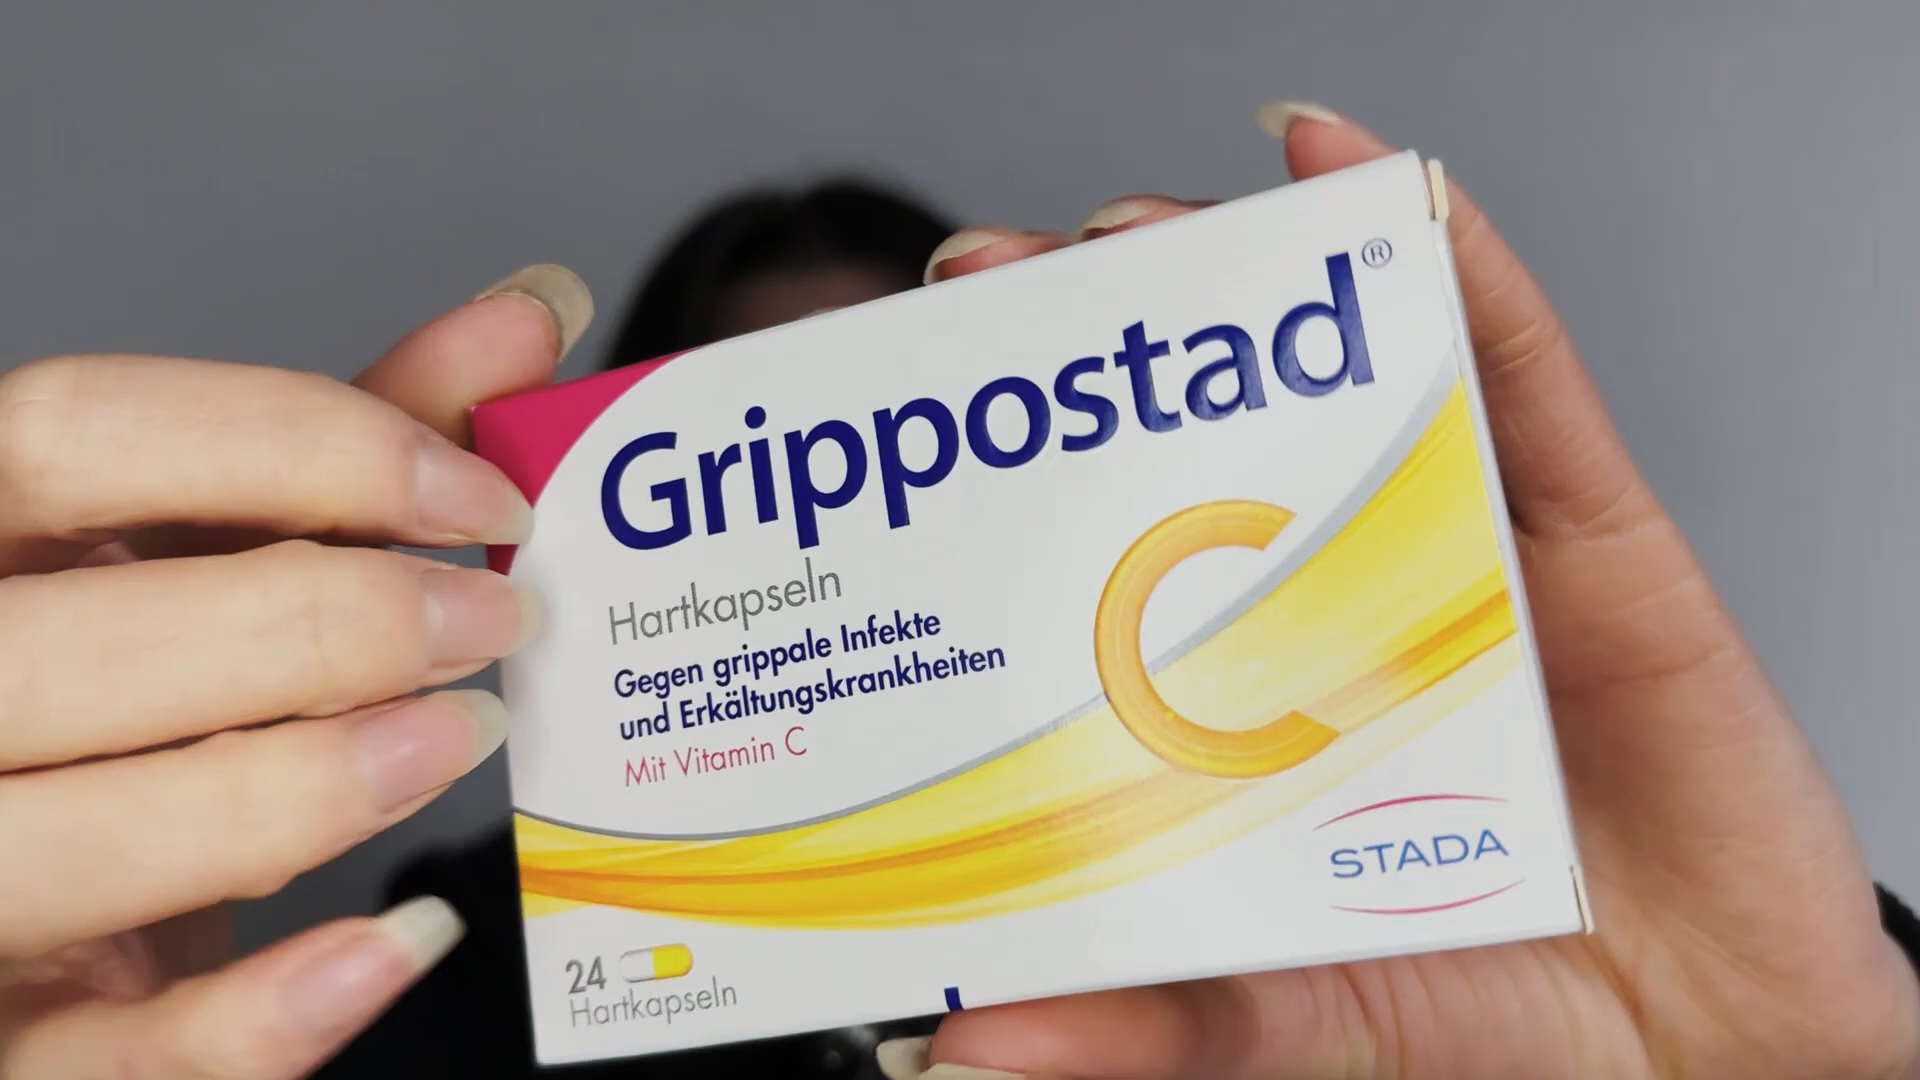 Grippostad®
C
Hartkapseln
Gegen grippale Infekte
und Erkältungskrankheiten
Mit Vitamin C
STADA
24
Hartkapseln